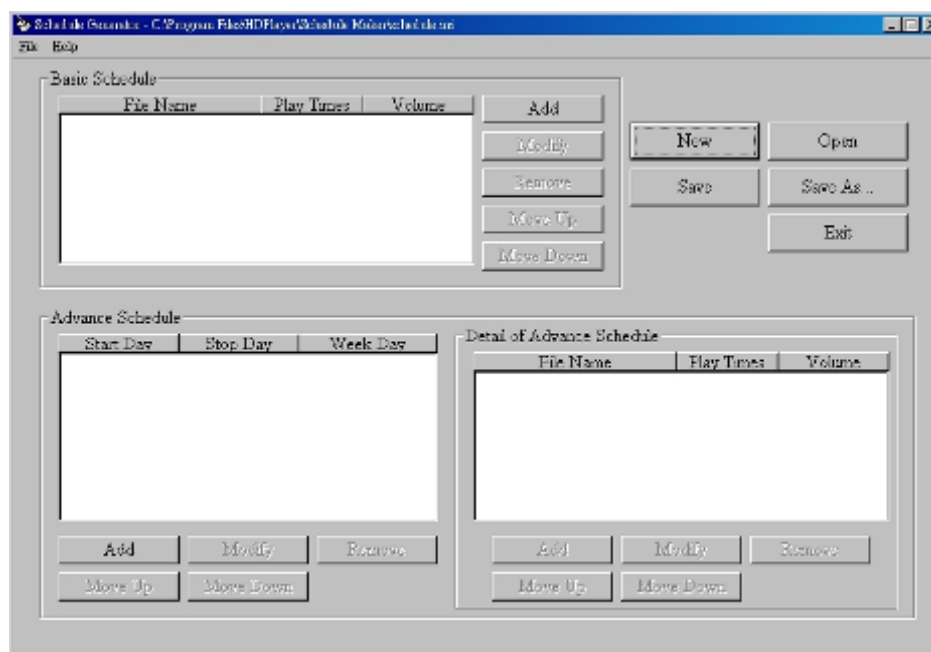 Schedule Generator - C:\Program Files\HDPlayer\Schedule Maker\schedule.uri
File Help
Basic Schedule
File Name Play Times Volume
Add
Modify
Remove
Move Up
Move Down
New Open
Save Save As...
Exit
Advance Schedule
Start Day Stop Day Week Day
Add Modify Remove
Move Up Move Down
Detail of Advance Schedule
File Name Play Times Volume
Add Modify Remove
Move Up Move Down